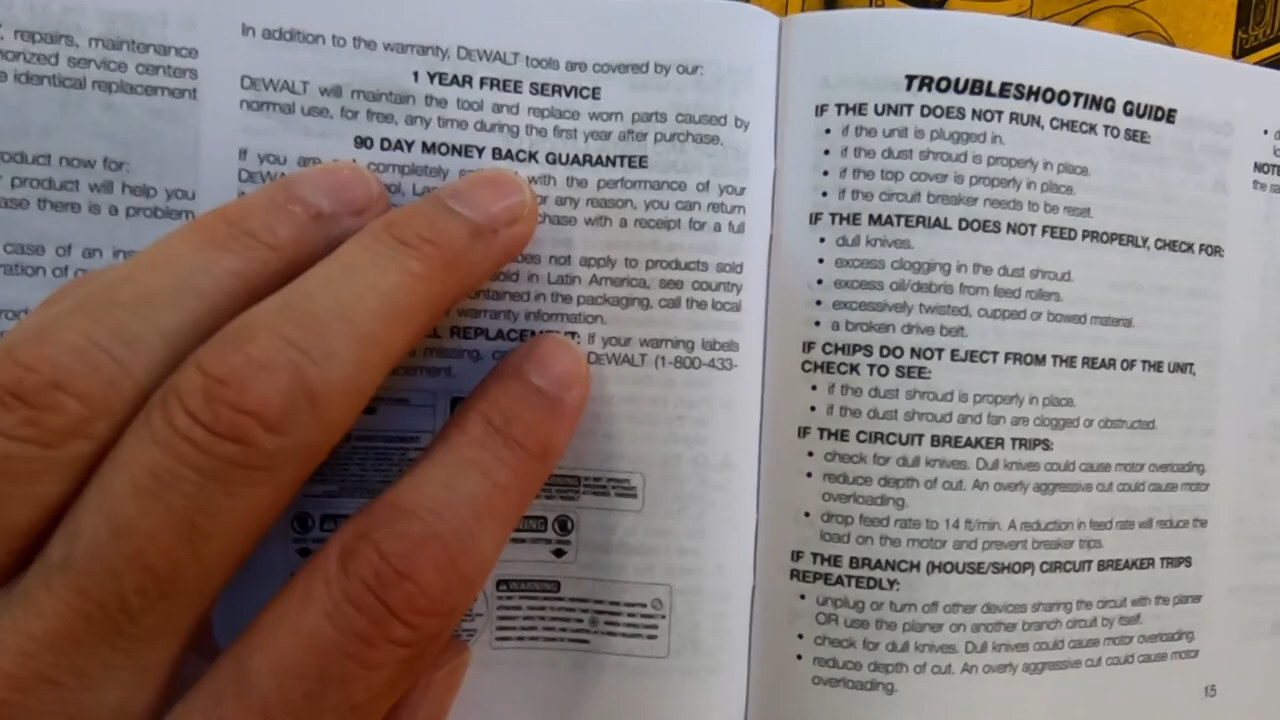 , repairs, maintenance
service centers
e identical replacement
product now for:
product will help you
there is a problem
case of an
In addition to the warranty, DEWALT tools are covered by our:
1 YEAR FREE SERVICE
DEWALT will maintain the tool and replace worn parts caused by
normal use, for free, any time during the first year after purchase.
90 DAY MONEY BACK GUARANTEE
If you are completely with the performance of your
or any reason, you can return
with a receipt for a full
not apply to products sold
sold in Latin America, see country
in the packaging, call the local
warranty information.
If your warning labels
missing, DEWALT (1-800-433-
WARNING
TROUBLESHOOTING GUIDE
IF THE UNIT DOES NOT RUN, CHECK TO SEE:
• if the unit is plugged in.
• if the dust shroud is properly in place.
• if the top cover is properly in place.
• if the circuit breaker needs to be reset.
IF THE MATERIAL DOES NOT FEED PROPERLY, CHECK FOR:
• dull knives.
• excess clogging in the dust shroud.
• excess oil/debris from feed rollers.
• excessively twisted, cupped or bowed material.
• a broken drive belt.
IF CHIPS DO NOT EJECT FROM THE REAR OF THE UNIT,
CHECK TO SEE:
• if the dust shroud is properly in place.
• if the dust shroud and fan are clogged or obstructed.
IF THE CIRCUIT BREAKER TRIPS:
• check for dull knives. Dull knives could cause motor overloading.
• reduce depth of cut. An overly aggressive cut could cause motor
overloading.
• drop feed rate to 14 ft/min. A reduction in feed rate will reduce the
load on the motor and prevent breaker trips.
IF THE BRANCH (HOUSE/SHOP) CIRCUIT BREAKER TRIPS
REPEATEDLY:
• unplug or turn off other devices sharing the circuit with the planer
OR use the planer on another branch circuit by itself.
• check for dull knives. Dull knives could cause motor overloading.
• reduce depth of cut. An overly aggressive cut could cause motor
overloading.
15
NOTE